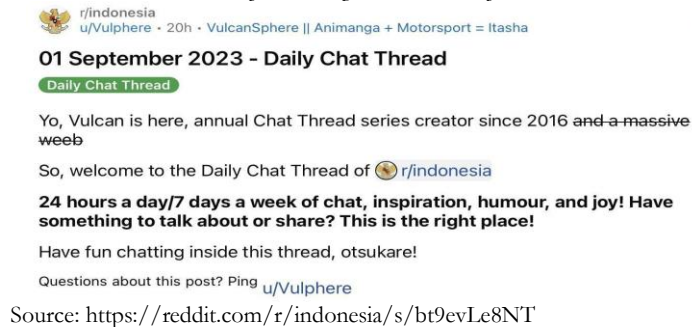 r/indonesia
u/Vulphere • 20h • VulcanSphere || Animanga + Motorsport = Itasha
01 September 2023 - Daily Chat Thread
Daily Chat Thread
Yo, Vulcan is here, annual Chat Thread series creator since 2016 and a massive
weeb
So, welcome to the Daily Chat Thread of r/indonesia
24 hours a day/7 days a week of chat, inspiration, humour, and joy! Have
something to talk about or share? This is the right place!
Have fun chatting inside this thread, otsukare!
Questions about this post? Ping u/Vulphere
Source: https://reddit.com/r/indonesia/s/bt9evLe8NT